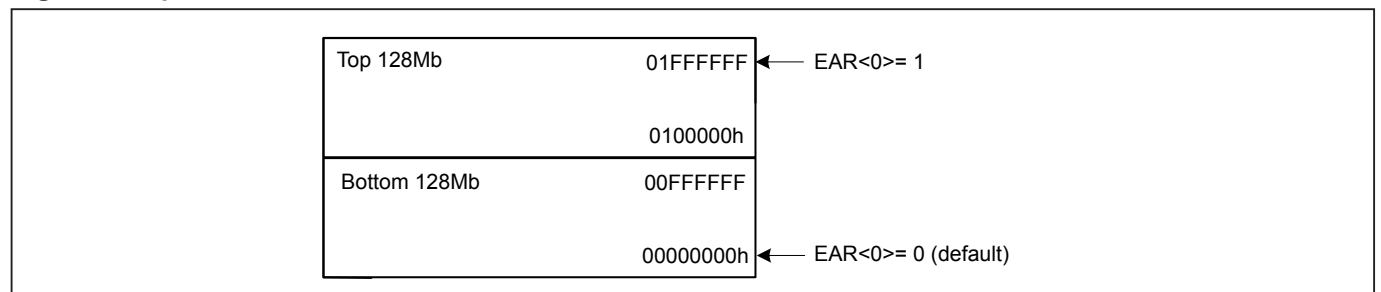 Top 128Mb 01FFFFFF EAR<0>= 1
0100000h
Bottom 128Mb 00FFFFFF
00000000h EAR<0>= 0 (default)